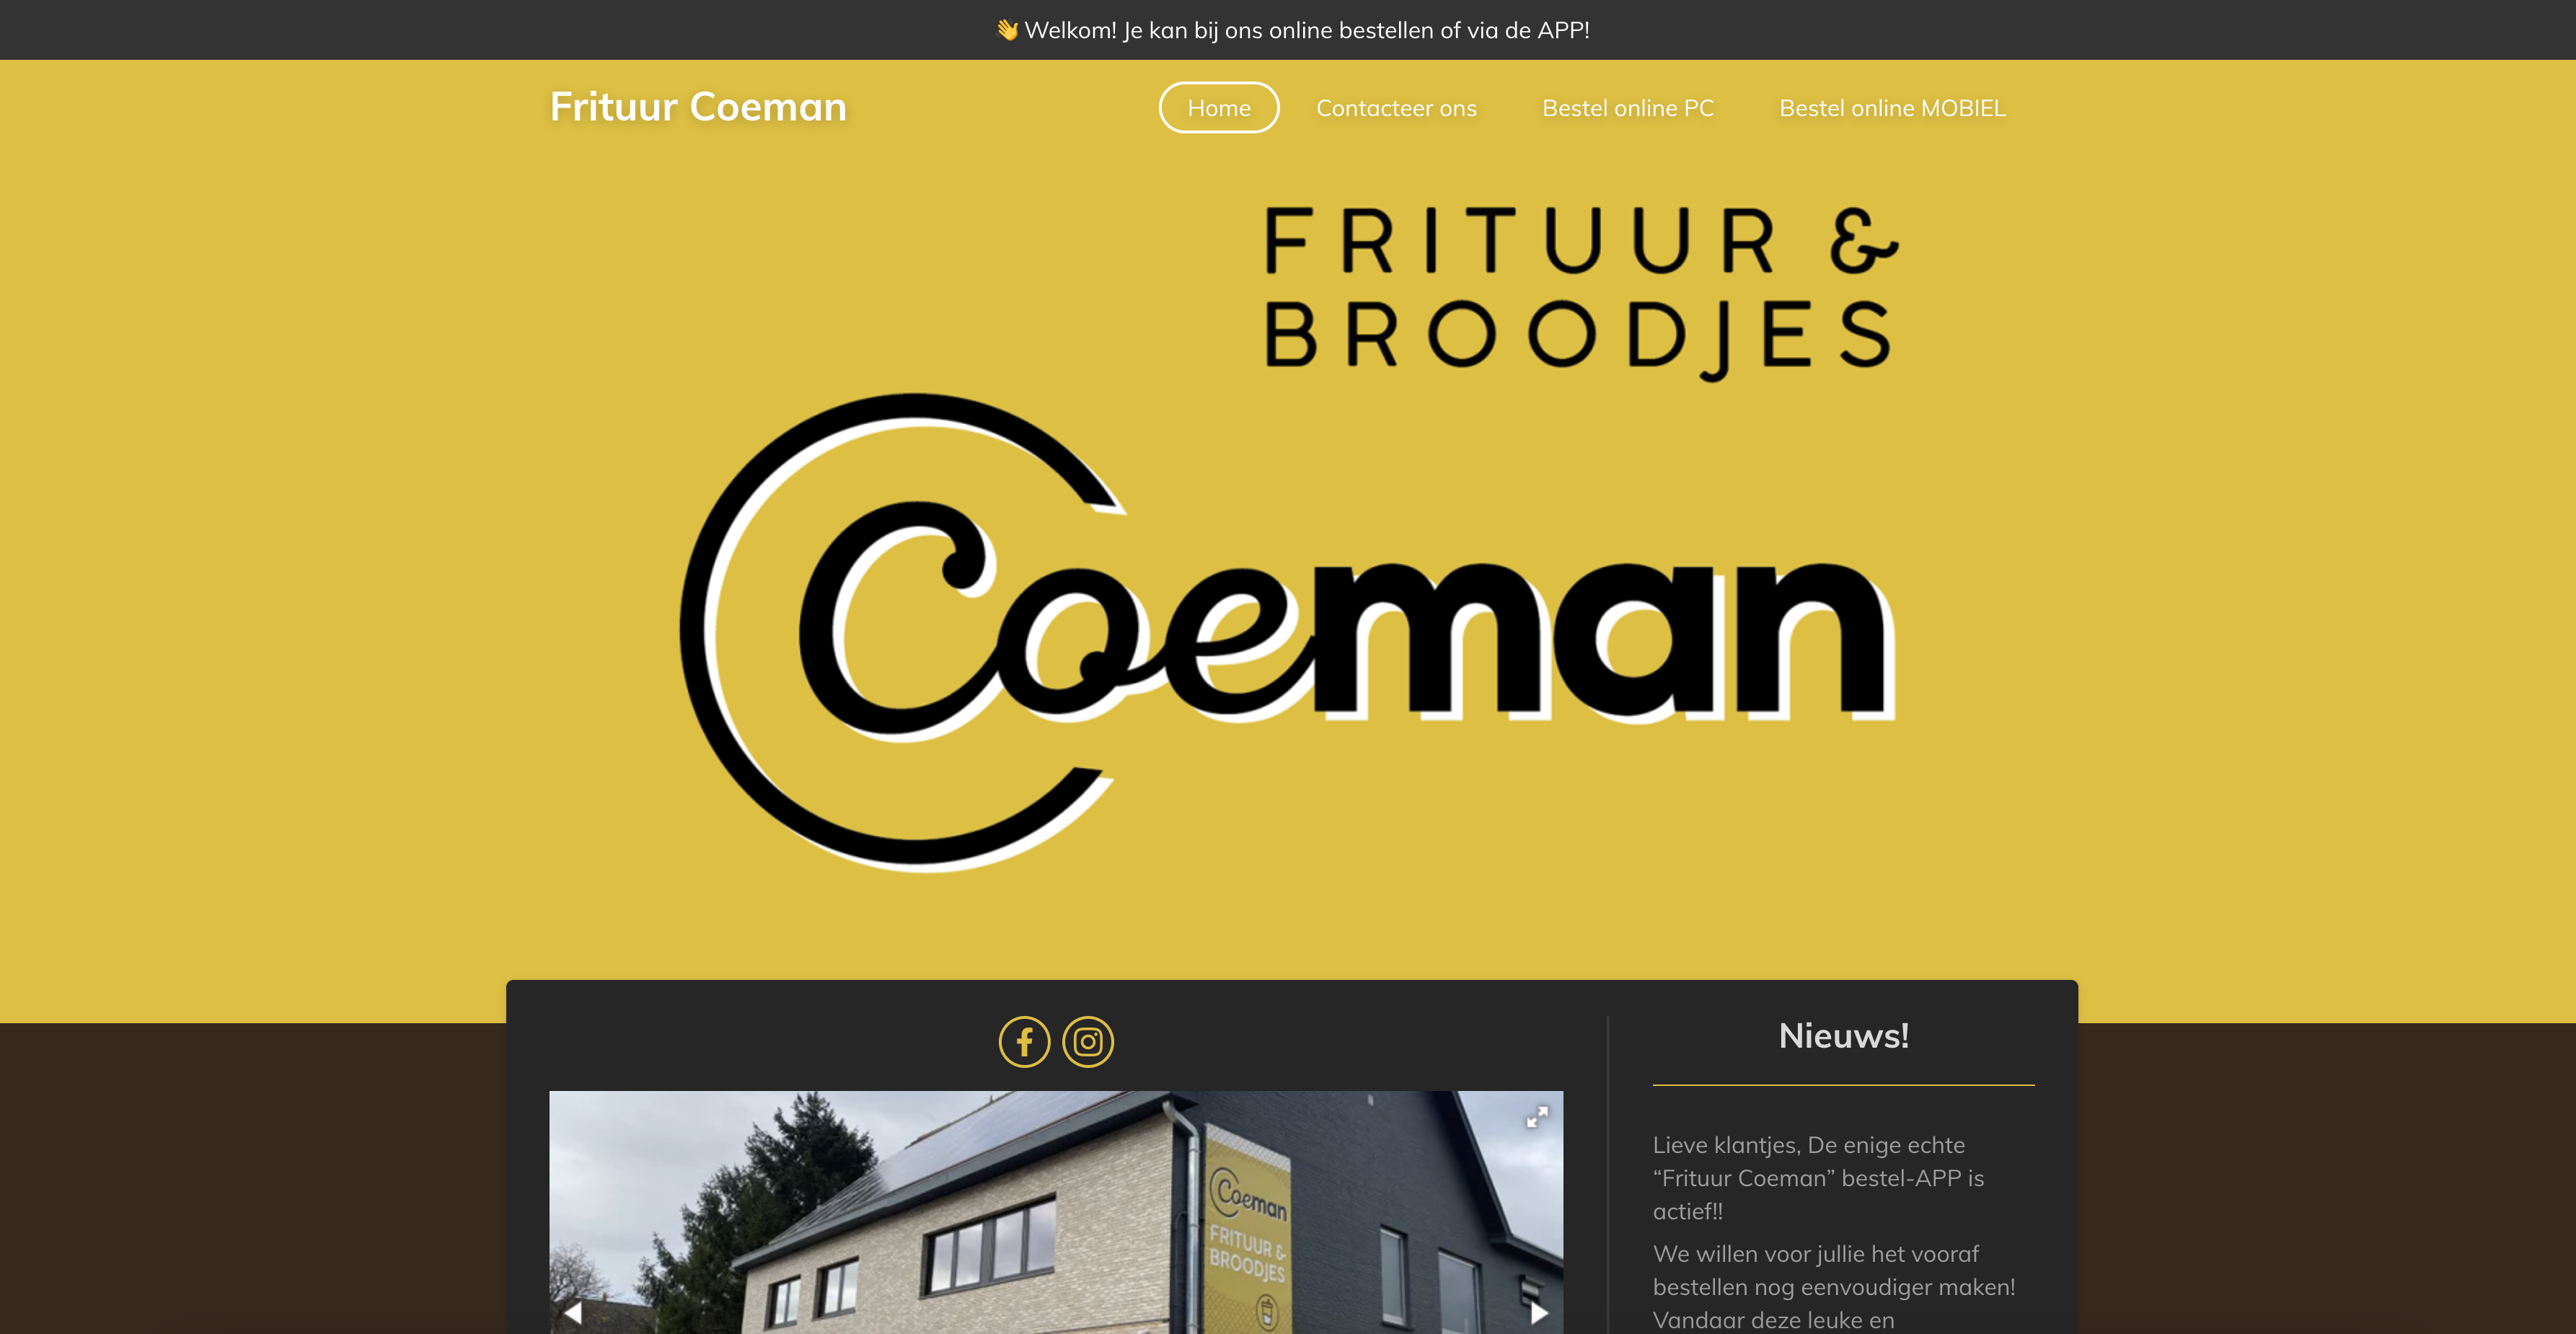 👋 Welkom! Je kan bij ons online bestellen of via de APP!
Frituur Coeman
Home
Contacteer ons
Bestel online PC
Bestel online MOBIEL
FRITUUR &
BROODJES
Coeman
Nieuws!
Lieve klantjes, De enige echte
“Frituur Coeman” bestel-APP is
actief!!
We willen voor jullie het vooraf
bestellen nog eenvoudiger maken!
Vandaar deze leuke en
Coeman
FRITUUR &
BROODJES